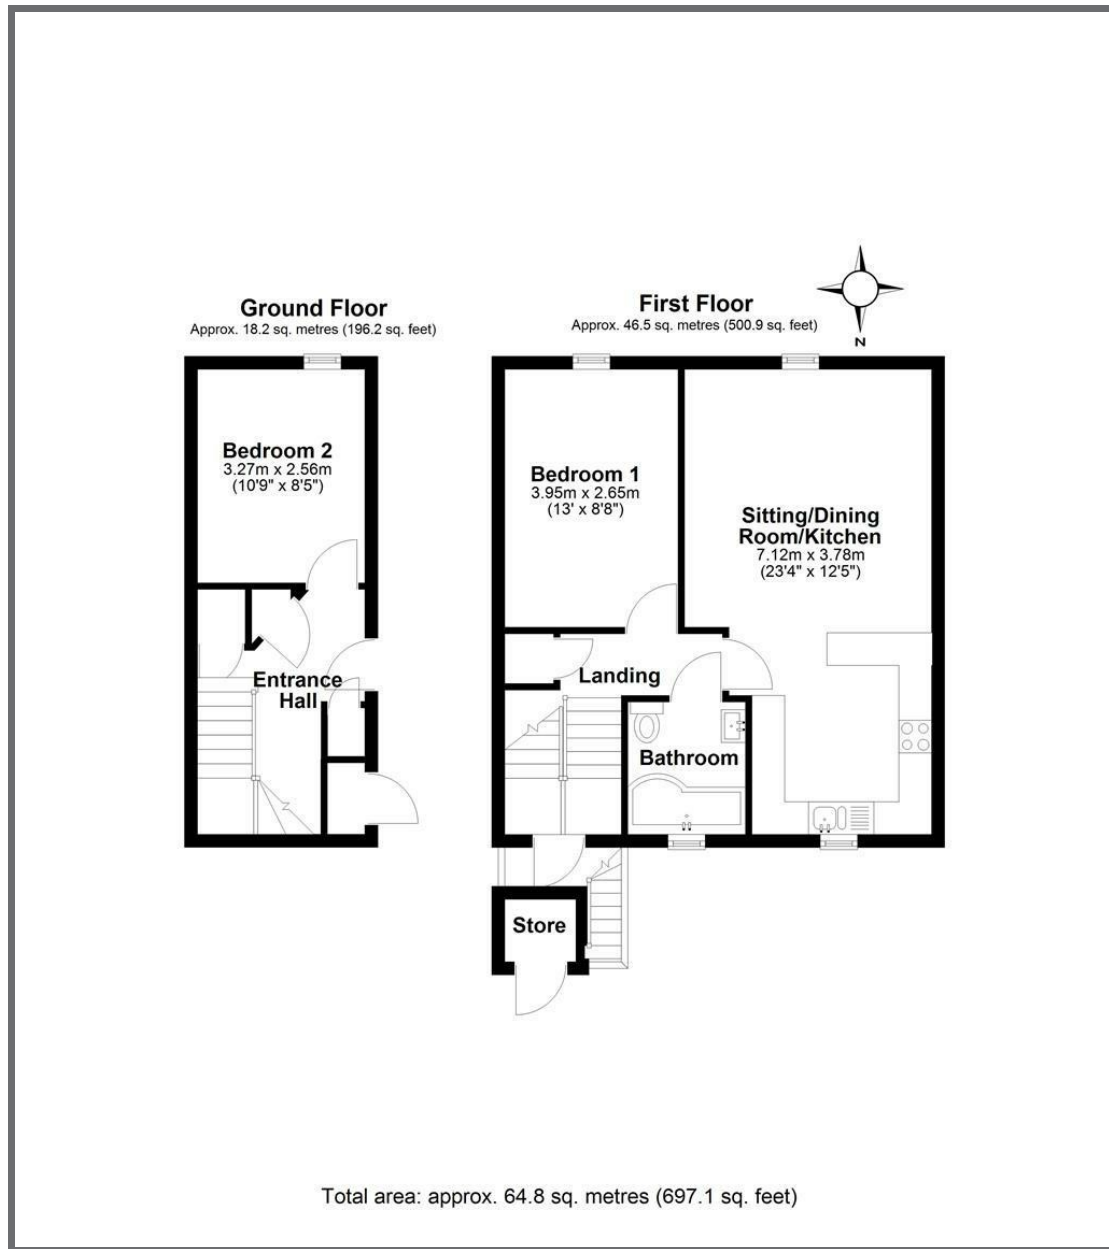 Ground Floor
Approx. 18.2 sq. metres (196.2 sq. feet)
Bedroom 2
3.27m x 2.56m
(10'9" x 8'5")
Entrance
Hall
First Floor
Approx. 46.5 sq. metres (500.9 sq. feet)
N
Bedroom 1
3.95m x 2.65m
(13' x 8'8")
Sitting/Dining
Room/Kitchen
7.12m x 3.78m
(23'4" x 12'5")
Landing
Bathroom
Store
Total area: approx. 64.8 sq. metres (697.1 sq. feet)